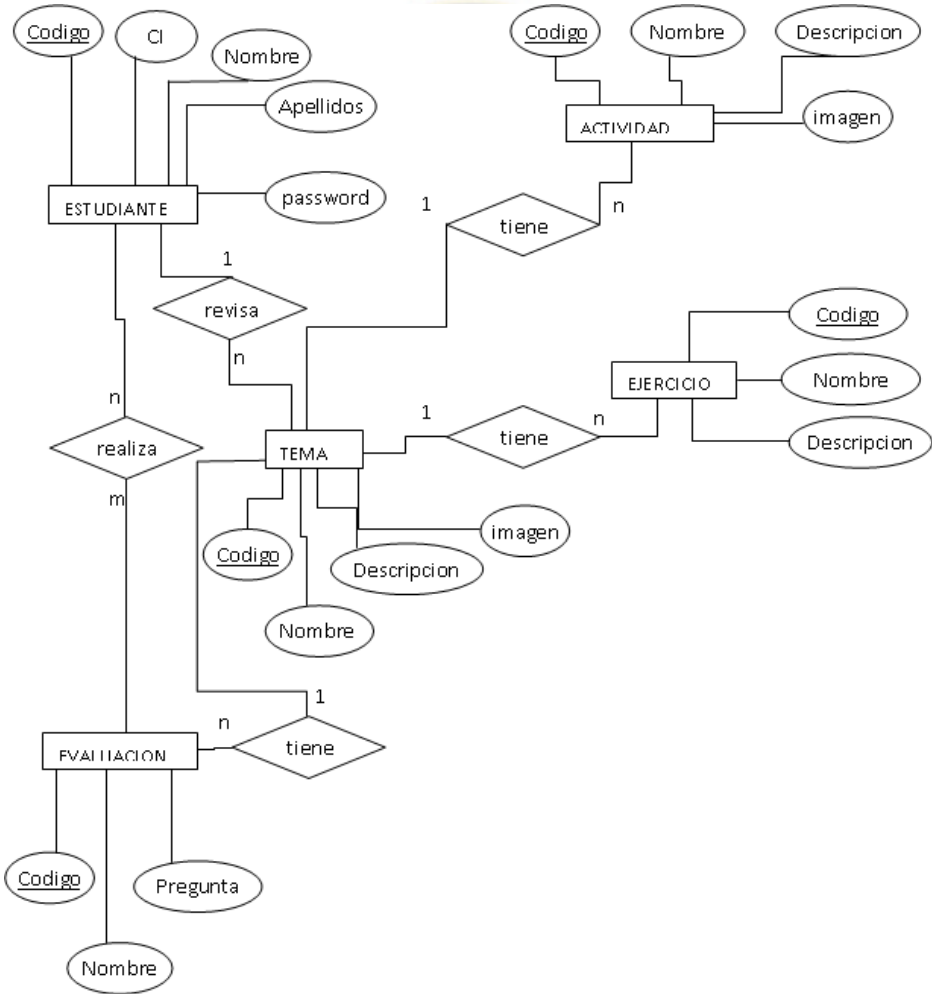 Codigo
CI
Nombre
Apellidos
password
ESTUDIANTE
Codigo
Nombre
Descripcion
imagen
ACTIVIDAD
1
tiene
n
1
revisa
n
Codigo
Nombre
Descripcion
EJERCICIO
1
tiene
n
n
realiza
m
TEMA
Codigo
Nombre
Descripcion
imagen
1
n
tiene
EVALUACION
Codigo
Pregunta
Nombre